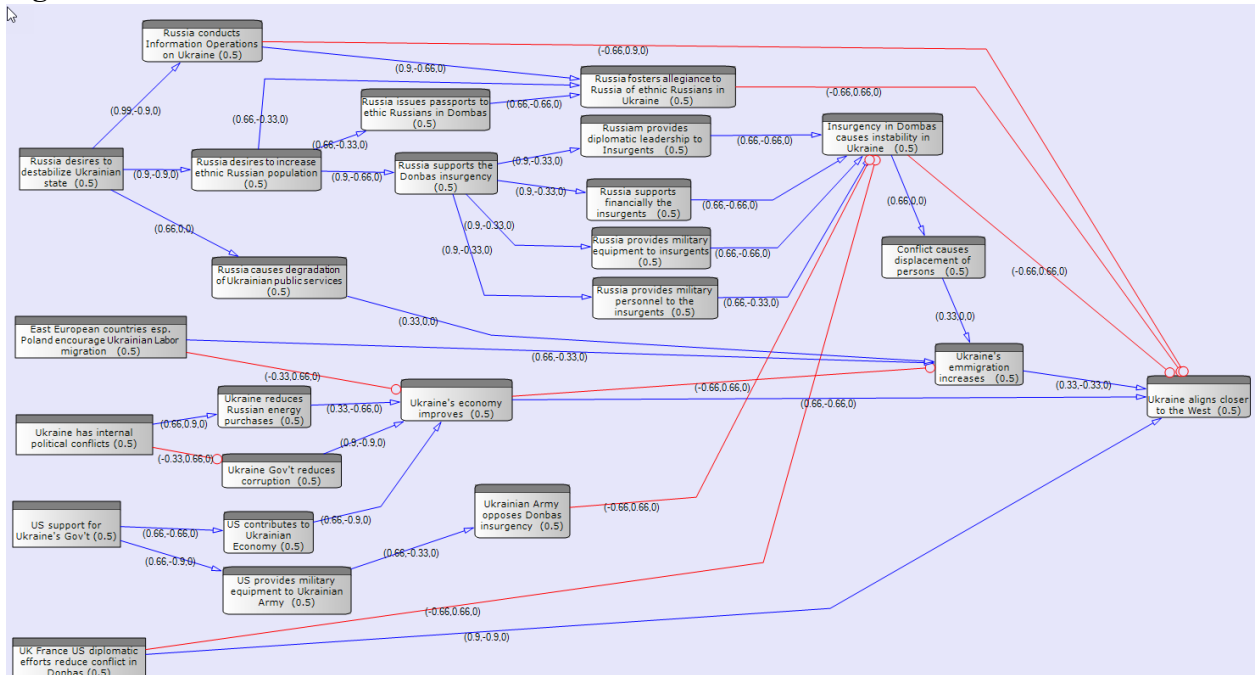 Russia conducts
Information Operations
on Ukraine (0.5)
(-0.66,0.9,0)
(0.9,-0.66,0)
Russia fosters allegiance to
Russia of ethnic Russians in
Ukraine (0.5)
(-0.66,0.66,0)
(0.99,-0.9,0)
(0.66,-0.33,0)
Russia issues passports to
ethic Russians in Dombas
(0.5)
(0.66,-0.66,0)
(0.66,-0.33,0)
Russiam provides
diplomatic leadership to
Insurgents (0.5)
(0.66,-0.66,0)
Insurgency in Dombas
causes instability in
Ukraine (0.5)
Russia desires to
destabilize Ukrainian
state (0.5)
(0.9,-0.9,0)
Russia desires to increase
ethnic Russian population
(0.5)
(0.9,-0.66,0)
Russia supports the
Donbas insurgency
(0.5)
(0.9,-0.33,0)
(0.9,-0.33,0)
Russia supports
financially the
insurgents (0.5)
(0.66,-0.66,0)
(0.66,0,0)
(0.66,0,0)
(0.9,-0.33,0)
(0.9,-0.33,0)
Russia provides military
equipment to insurgents
(0.5)
(0.66,-0.66,0)
Conflict causes
displacement of
persons (0.5)
(-0.66,0.66,0)
Russia causes degradation
of Ukrainian public services
(0.5)
Russia provides military
personnel to the
insurgents (0.5)
(0.66,-0.33,0)
(0.33,0,0)
(0.33,0,0)
East European countries esp.
Poland encourage Ukrainian Labor
migration (0.5)
(0.66,-0.33,0)
Ukraine's
emmigration
increases (0.5)
(-0.33,0.66,0)
(-0.66,0.66,0)
(0.33,-0.33,0)
Ukraine reduces
Russian energy
purchases (0.5)
(0.33,-0.66,0)
Ukraine's economy
improves (0.5)
(0.66,-0.66,0)
Ukraine aligns closer
to the West (0.5)
Ukraine has internal
political conflicts (0.5)
(0.66,0.9,0)
(-0.33,0.66,0)
(0.9,-0.9,0)
Ukraine Gov't reduces
corruption (0.5)
US support for
Ukraine's Gov't (0.5)
(0.66,-0.66,0)
US contributes to
Ukrainian
Economy (0.5)
(0.66,-0.9,0)
Ukrainian Army
opposes Donbas
insurgency (0.5)
(-0.66,0.66,0)
(0.66,-0.9,0)
US provides military
equipment to Ukrainian
Army (0.5)
(0.66,-0.33,0)
(-0.66,0.66,0)
(0.9,-0.9,0)
UK France US diplomatic
efforts reduce conflict in
Donbas (0.5)